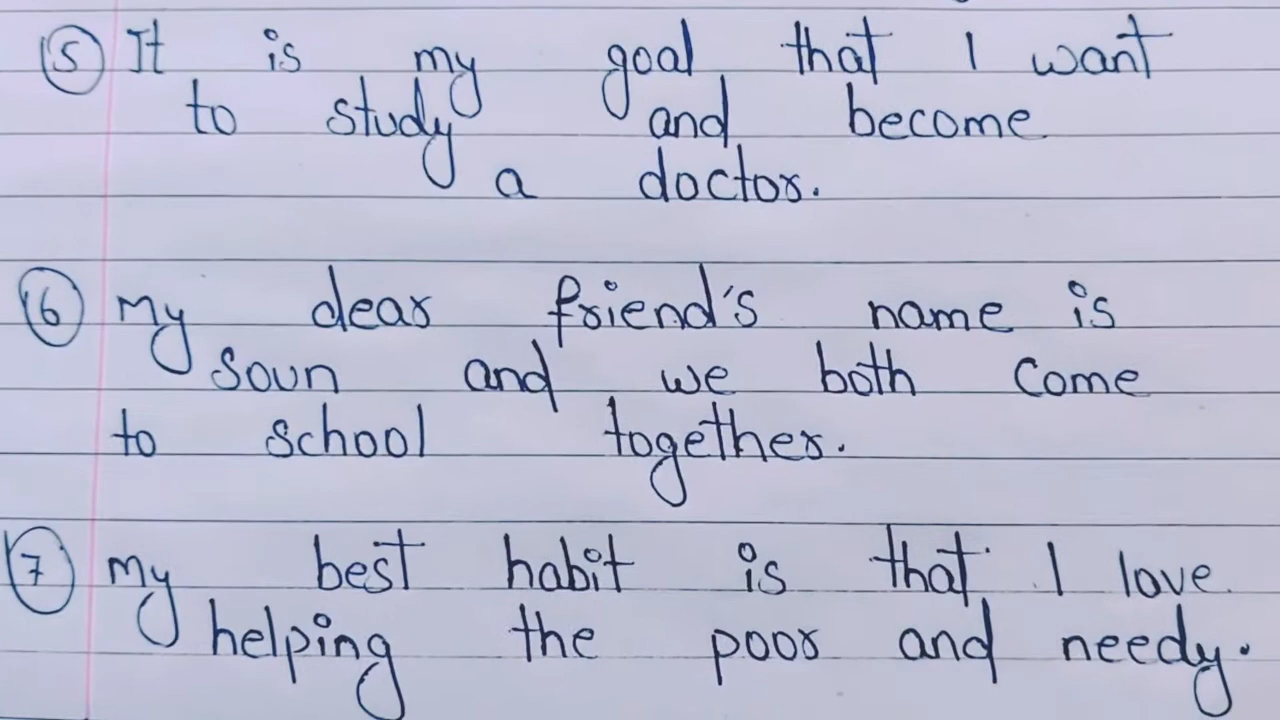 5 It is my goal that I want
to study and become
a doctor.
6 My dear friend's name is
Soun and we both come
to school together.
7 My best habit is that I love
helping the poor and needy.